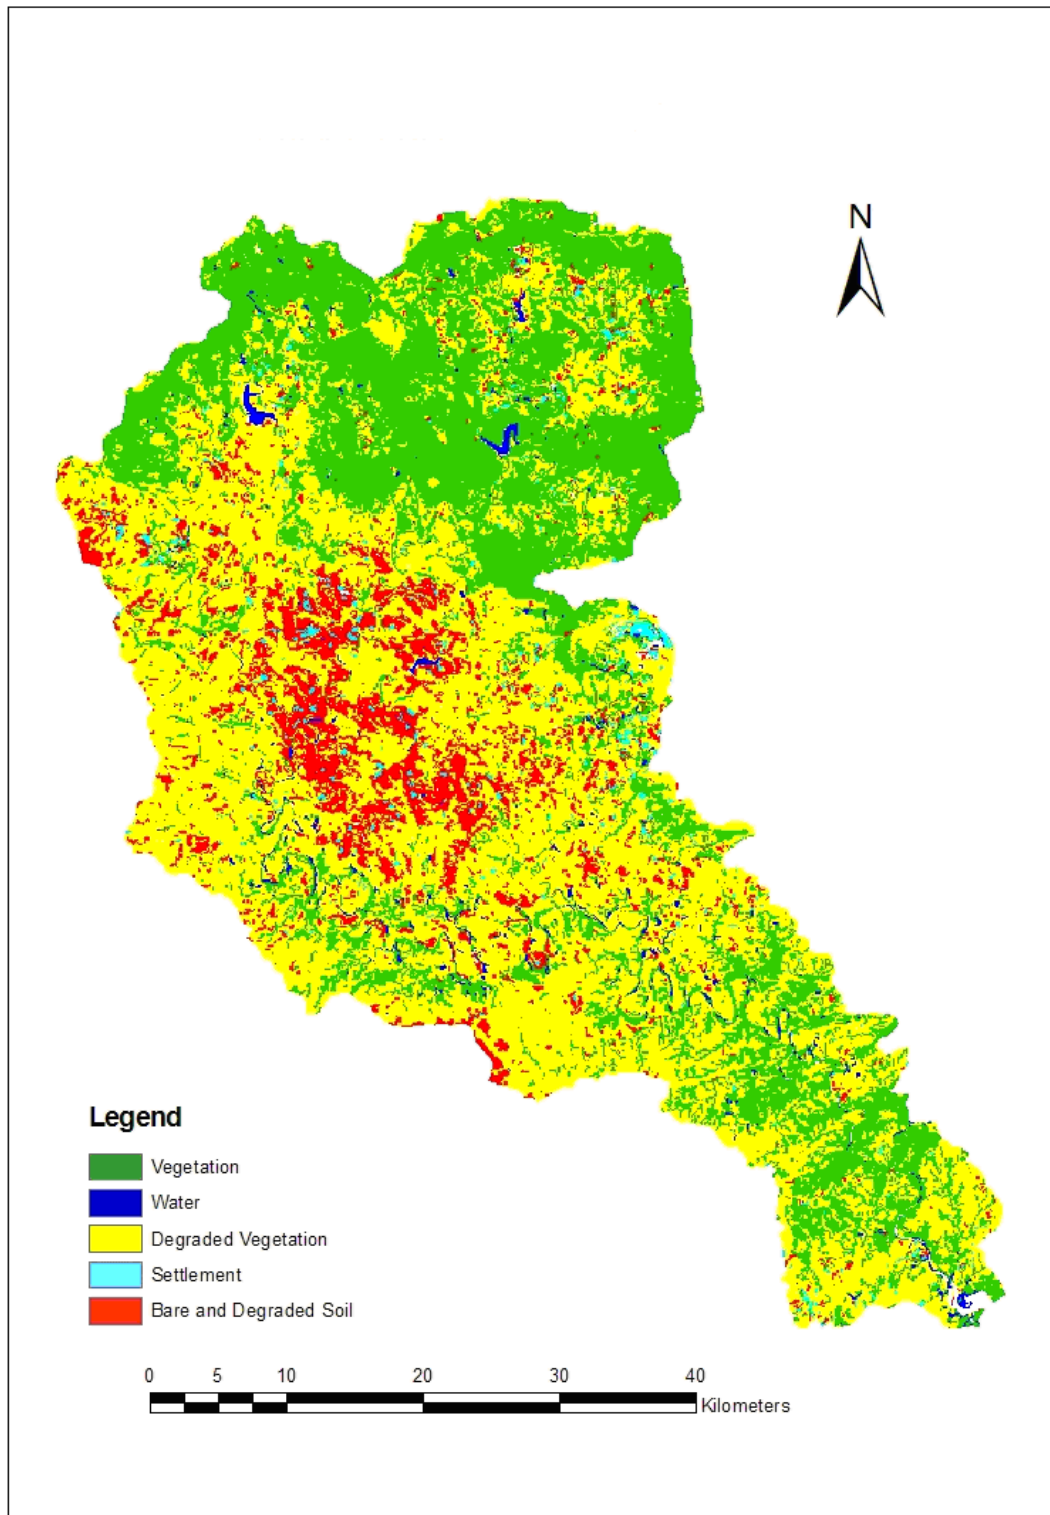 N
Legend
Vegetation
Water
Degraded Vegetation
Settlement
Bare and Degraded Soil
0 5 10 20 30 40
Kilometers